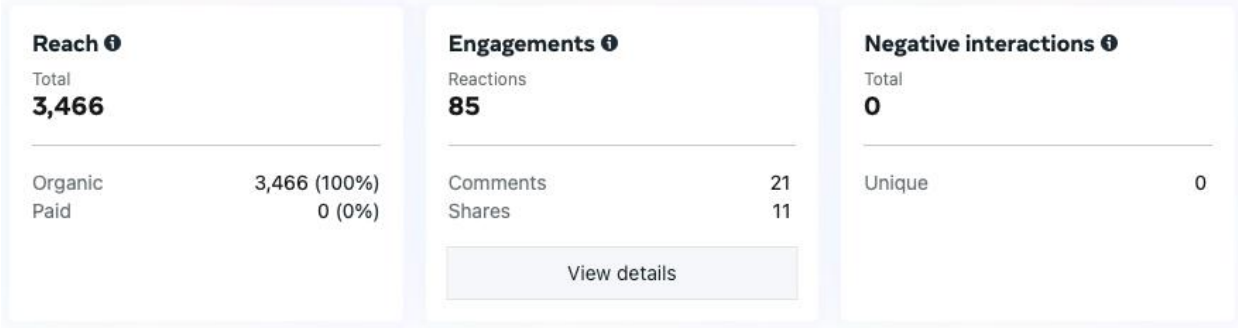 Reach
Total
3,466
Organic 3,466 (100%)
Paid 0 (0%)
Engagements
Reactions
85
Comments 21
Shares 11
View details
Negative interactions
Total
0
Unique 0